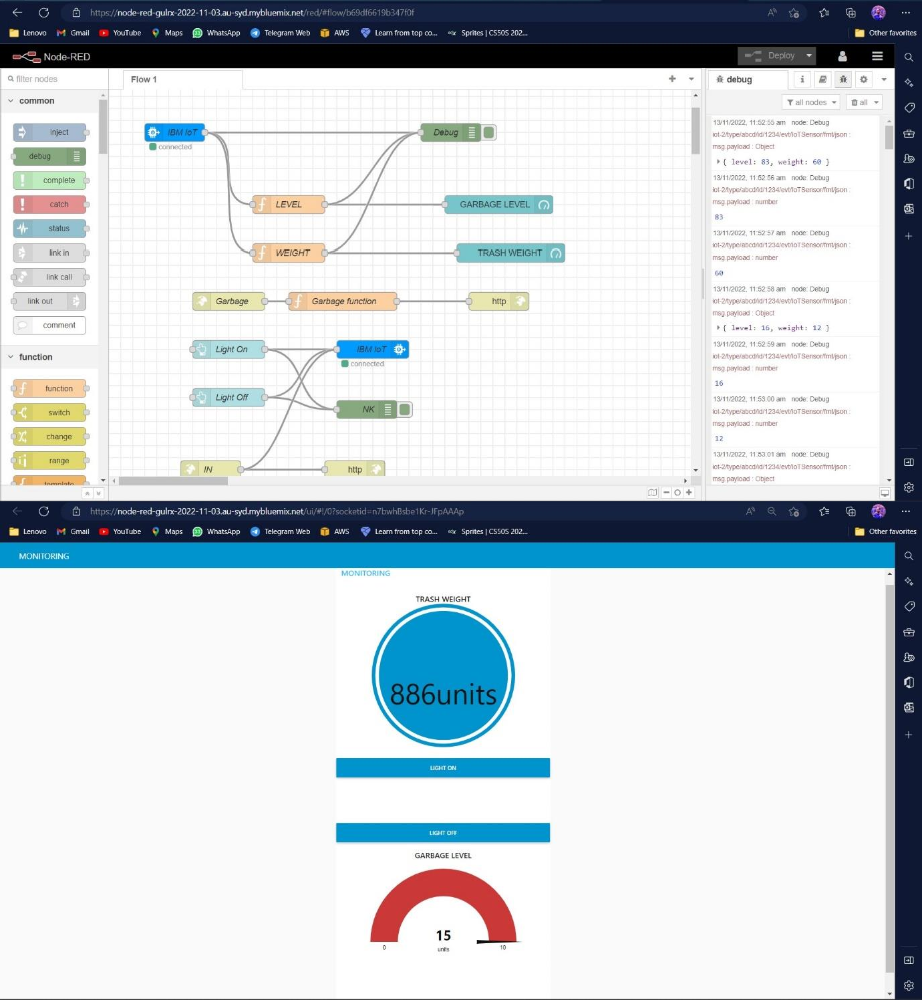 https://node-red-gulrx-2022-11-03.au-syd.mybluemix.net/red/#flow/b69df6619b347f0f
Lenovo Gmail YouTube Maps WhatsApp Telegram Web AWS Learn from top co... Sprites | CS50S 202... Other favorites
Node-RED Deploy
filter nodes
common
inject
debug
complete
catch
status
link in
link call
link out
comment
function
function
switch
change
range
template
Flow 1
IBM IoT
connected
Debug
LEVEL
GARBAGE LEVEL
WEIGHT
TRASH WEIGHT
Garbage Garbage function http
Light On
IBM IoT
connected
Light Off
NK
IN http
debug
all nodes all
13/11/2022, 11:52:55 am node: Debug
iot-2/type/abcd/id/1234/evt/IoTSensor/fmt/json :
msg.payload : Object
{ level: 83, weight: 60 }
13/11/2022, 11:52:56 am node: Debug
iot-2/type/abcd/id/1234/evt/IoTSensor/fmt/json :
msg.payload : number
83
13/11/2022, 11:52:57 am node: Debug
iot-2/type/abcd/id/1234/evt/IoTSensor/fmt/json :
msg.payload : number
60
13/11/2022, 11:52:58 am node: Debug
iot-2/type/abcd/id/1234/evt/IoTSensor/fmt/json :
msg.payload : Object
{ level: 16, weight: 12 }
13/11/2022, 11:52:59 am node: Debug
iot-2/type/abcd/id/1234/evt/IoTSensor/fmt/json :
msg.payload : number
16
13/11/2022, 11:53:00 am node: Debug
iot-2/type/abcd/id/1234/evt/IoTSensor/fmt/json :
msg.payload : number
12
13/11/2022, 11:53:01 am node: Debug
iot-2/type/abcd/id/1234/evt/IoTSensor/fmt/json :
msg.payload : Object
https://node-red-gulrx-2022-11-03.au-syd.mybluemix.net/ui/#!/0?socketid=n7bwhBsbe1Kr-JFpAAAp
Lenovo Gmail YouTube Maps WhatsApp Telegram Web AWS Learn from top co... Sprites | CS50S 202... Other favorites
MONITORING
MONITORING
TRASH WEIGHT
886units
LIGHT ON
LIGHT OFF
GARBAGE LEVEL
15
units
0 10